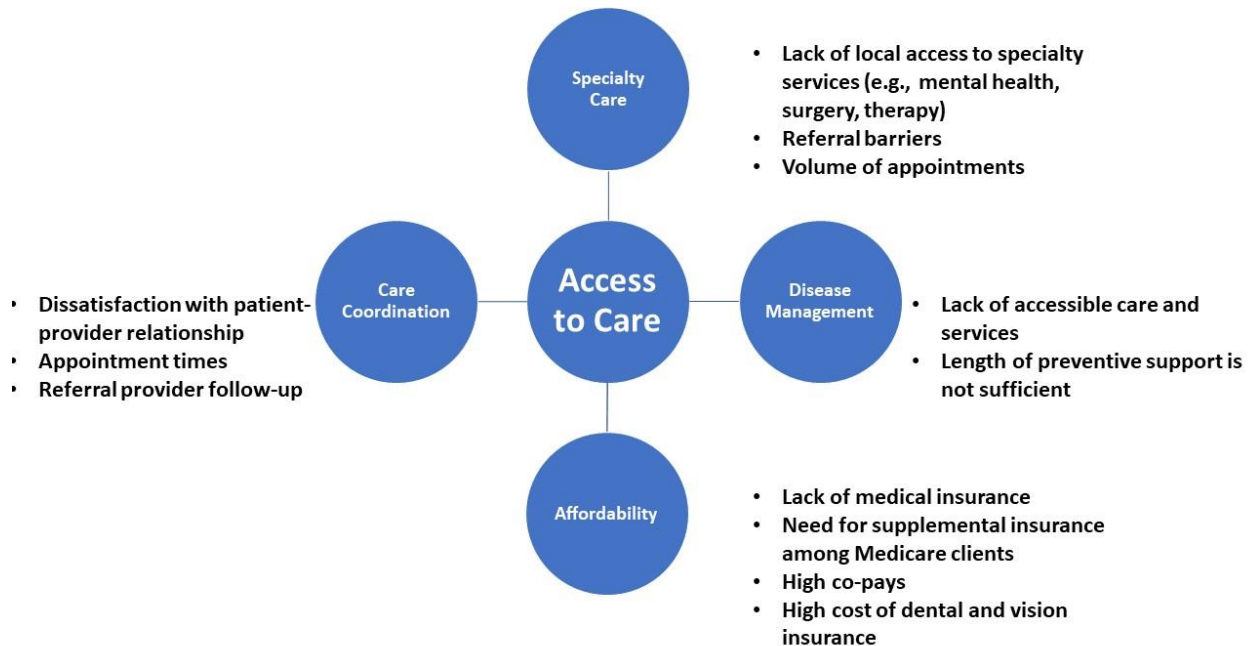 Specialty
Care
• Lack of local access to specialty
services (e.g., mental health,
surgery, therapy)
• Referral barriers
• Volume of appointments
Care
Coordination
• Dissatisfaction with patient-
provider relationship
• Appointment times
• Referral provider follow-up
Access
to Care
Disease
Management
• Lack of accessible care and
services
• Length of preventive support is
not sufficient
Affordability
• Lack of medical insurance
• Need for supplemental insurance
among Medicare clients
• High co-pays
• High cost of dental and vision
insurance